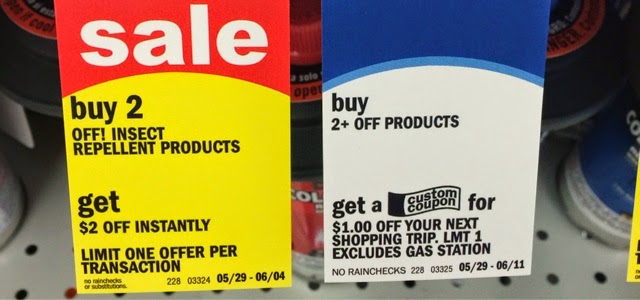 sale
buy 2
OFF! INSECT
REPELLENT PRODUCTS
get
$2 OFF INSTANTLY
LIMIT ONE OFFER PER
TRANSACTION
no rainchecks
or substitutions.
228 03324 05/29 - 06/04
buy
2+ OFF PRODUCTS
get a custom coupon for
$1.00 OFF YOUR NEXT
SHOPPING TRIP. LMT 1
EXCLUDES GAS STATION
NO RAINCHECKS 228 03325 05/29 - 06/11